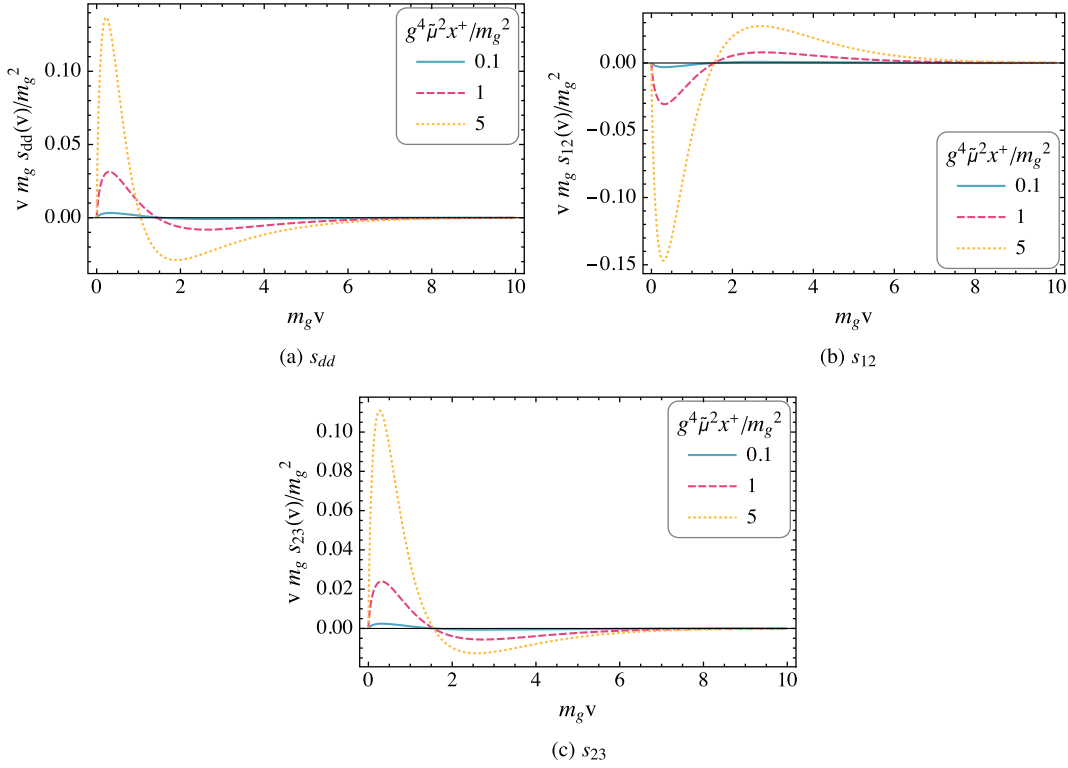 v m_g s_dd(v)/m_g^2
0.10
0.05
0.00
g^4 μ̃^2 x^+/m_g^2
0.1
1
5
0 2 4 6 8 10
m_g v
(a) s_dd
v m_g s_12(v)/m_g^2
0.00
−0.05
−0.10
−0.15
g^4 μ̃^2 x^+/m_g^2
0.1
1
5
0 2 4 6 8 10
m_g v
(b) s_12
v m_g s_23(v)/m_g^2
0.10
0.08
0.06
0.04
0.02
0.00
g^4 μ̃^2 x^+/m_g^2
0.1
1
5
0 2 4 6 8 10
m_g v
(c) s_23